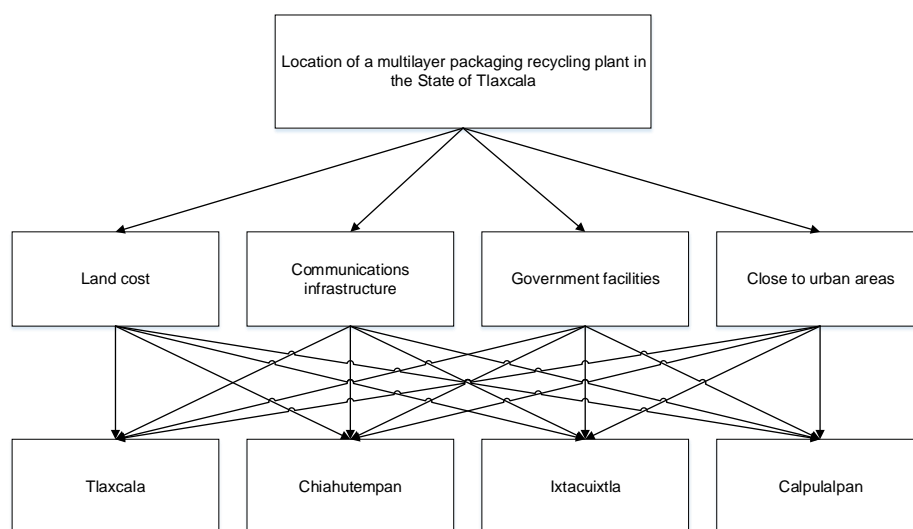 Location of a multilayer packaging recycling plant in
the State of Tlaxcala
Land cost
Communications
infrastructure
Government facilities
Close to urban areas
Tlaxcala
Chiahutempan
Ixtacuixtla
Calpulalpan